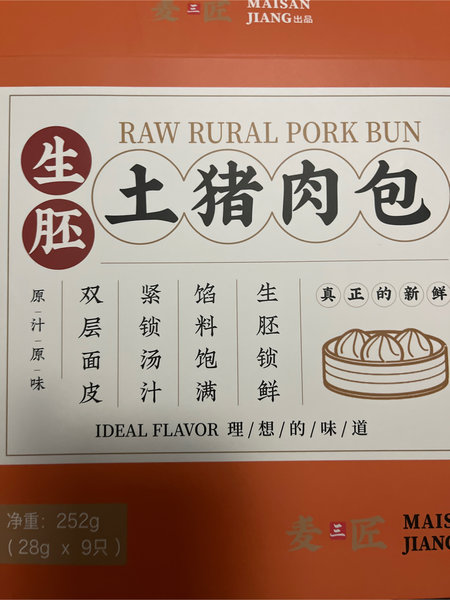 麦三匠 MAISAN
JIANG出品
RAW RURAL PORK BUN
生胚
土猪肉包
原汁原味
双层面皮
紧锁汤汁
馅料饱满
生胚锁鲜
真正的新鲜
IDEAL FLAVOR 理/想/的/味/道
净重：252g
（28g x 9只）
麦三匠 MAIS
JIANG